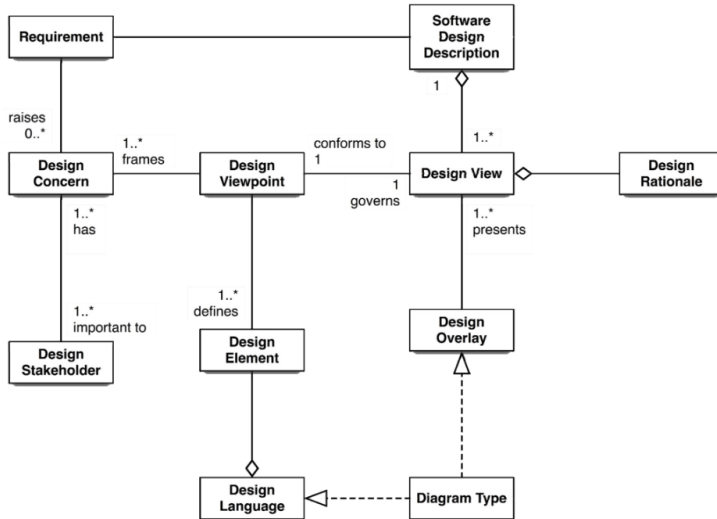 Requirement
Software
Design
Description
1
raises
0..*
1..*
frames
conforms to
1
1..*
Design
Concern
Design
Viewpoint
1
governs
Design View
Design
Rationale
1..*
has
1..*
presents
1..*
important to
1..*
defines
Design
Stakeholder
Design
Element
Design
Overlay
Design
Language
Diagram Type